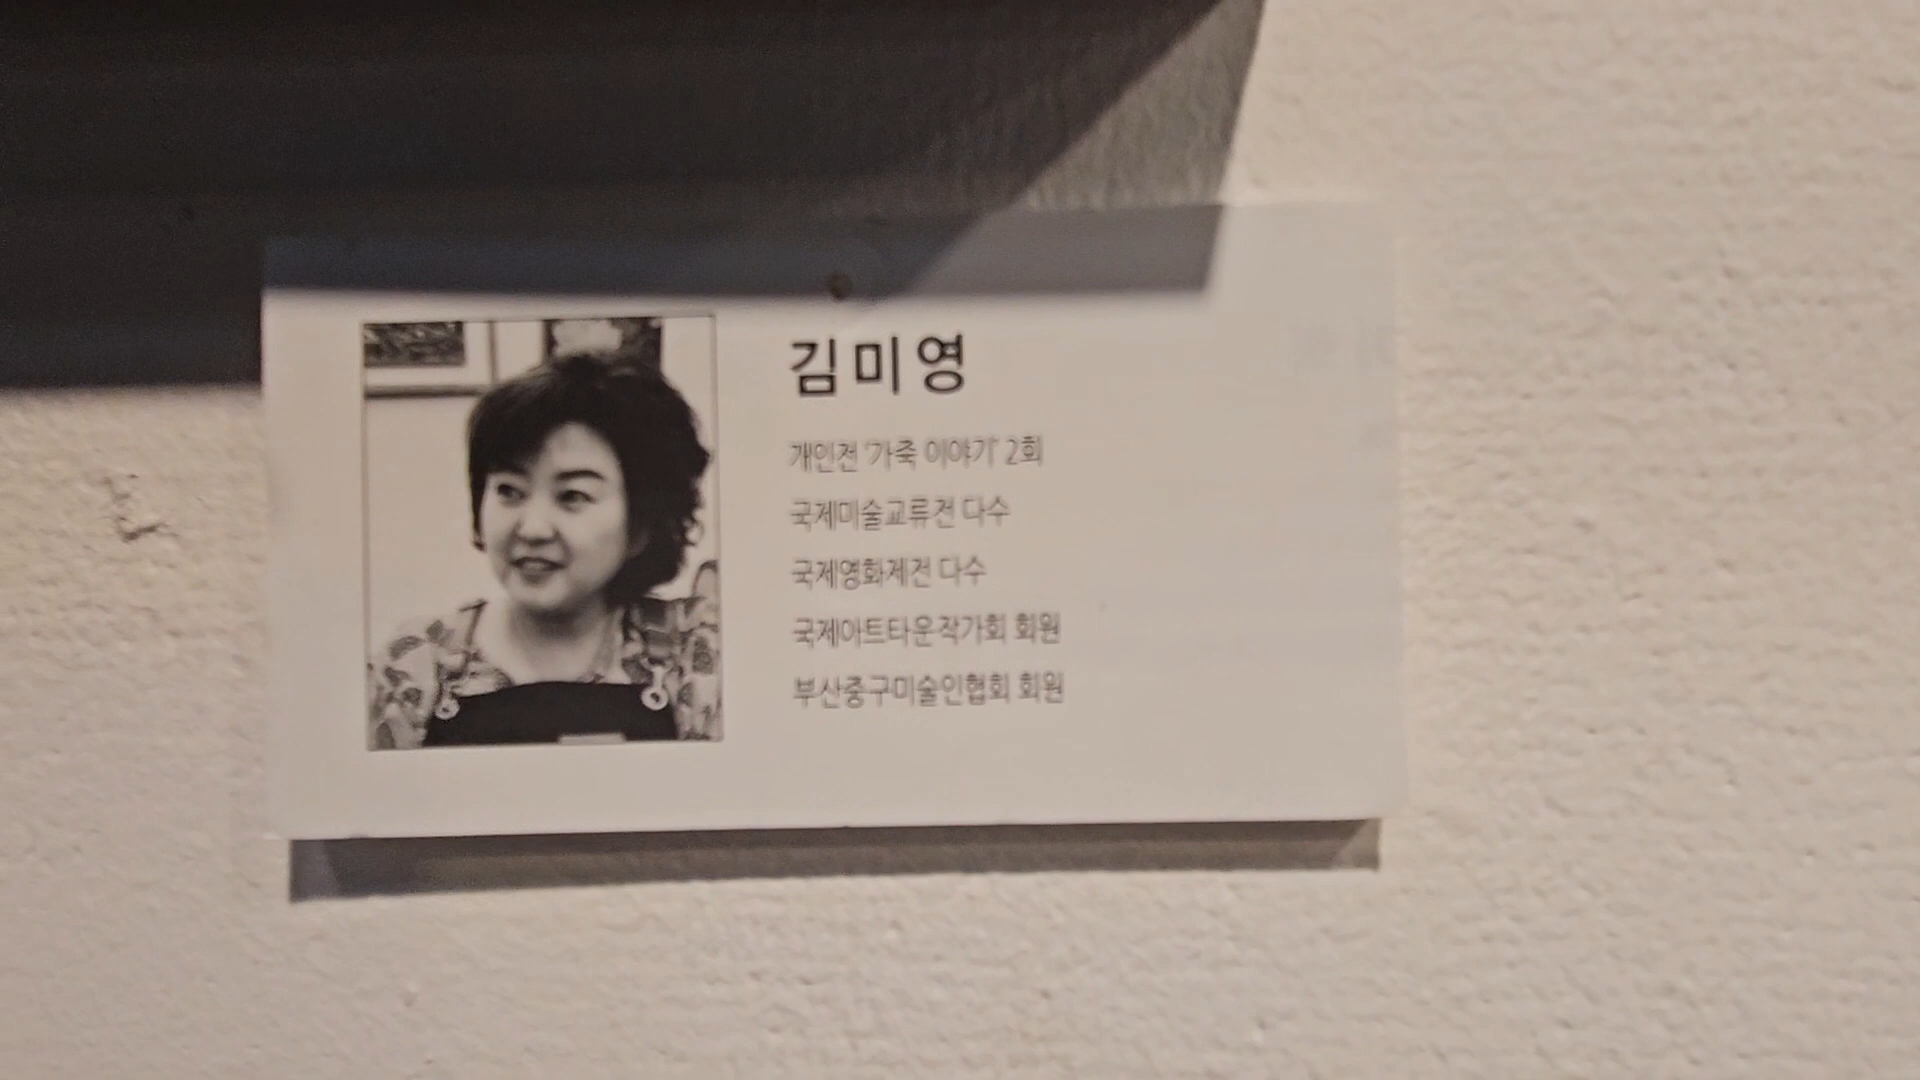 김미영
개인전 '가죽 이야기' 2회
국제미술교류전 다수
국제영화제전 다수
국제아트타운작가회 회원
부산중구미술인협회 회원